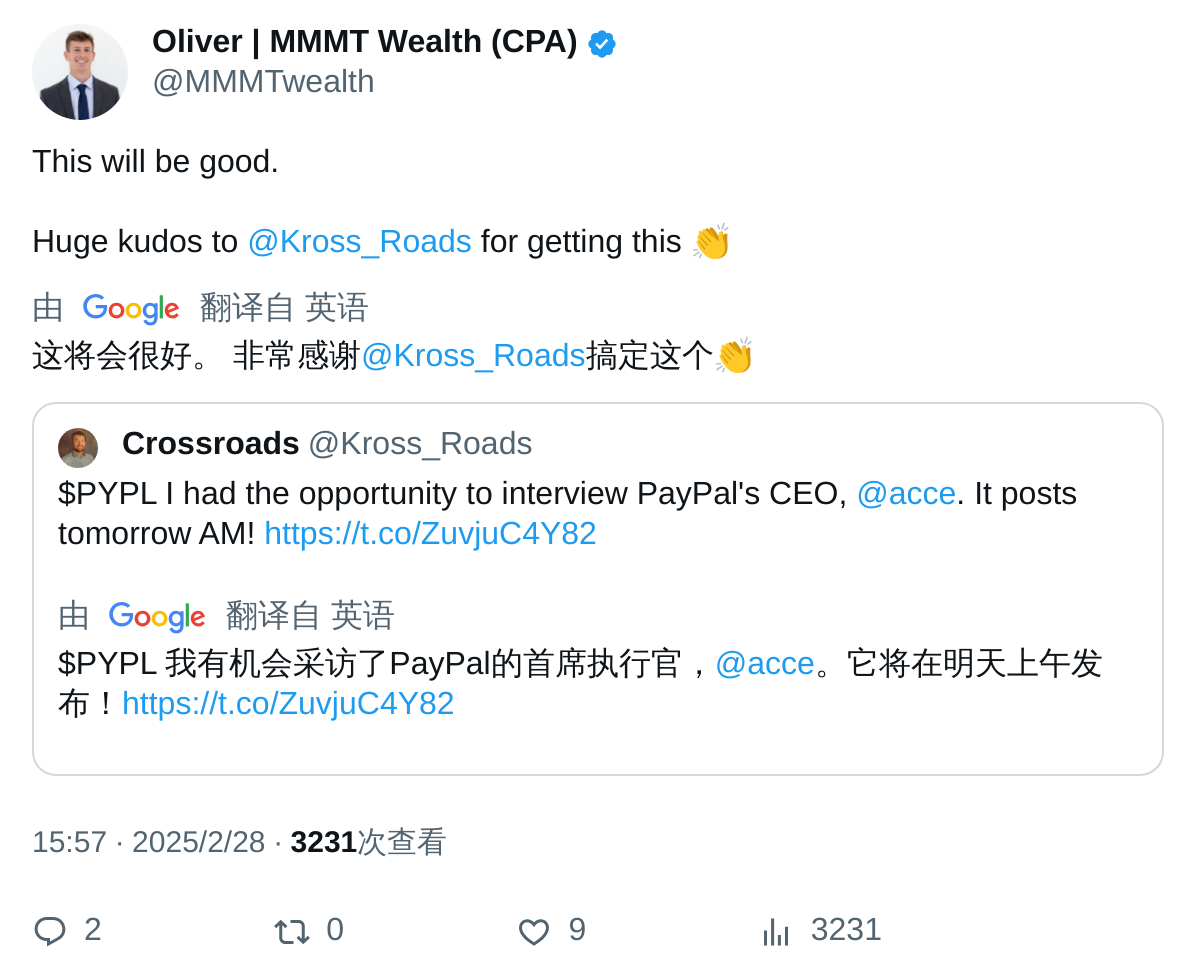 Oliver | MMMT Wealth (CPA)
@MMMTwealth
This will be good.
Huge kudos to @Kross_Roads for getting this 👏
由 Google 翻译自 英语
这将会很好。 非常感谢@Kross_Roads搞定这个👏
Crossroads @Kross_Roads
$PYPL I had the opportunity to interview PayPal's CEO, @acce. It posts
tomorrow AM! https://t.co/ZuvjuC4Y82
由 Google 翻译自 英语
$PYPL 我有机会采访了PayPal的首席执行官，@acce。它将在明天上午发
布！https://t.co/ZuvjuC4Y82
15:57 · 2025/2/28 · 3231次查看
2 0 9 3231